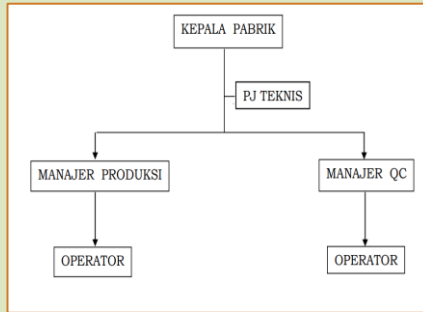 KEPALA PABRIK
PJ TEKNIS
MANAJER PRODUKSI
MANAJER QC
OPERATOR
OPERATOR